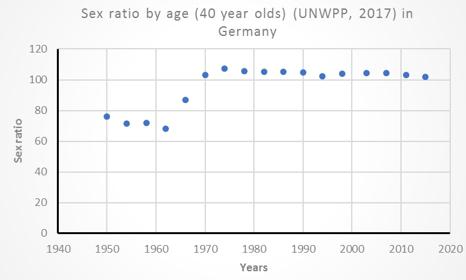 Sex ratio by age (40 year olds) (UNWPP, 2017) in
Germany
120
100
80
60
40
20
0
Sex ratio
1940 1950 1960 1970 1980 1990 2000 2010 2020
Years